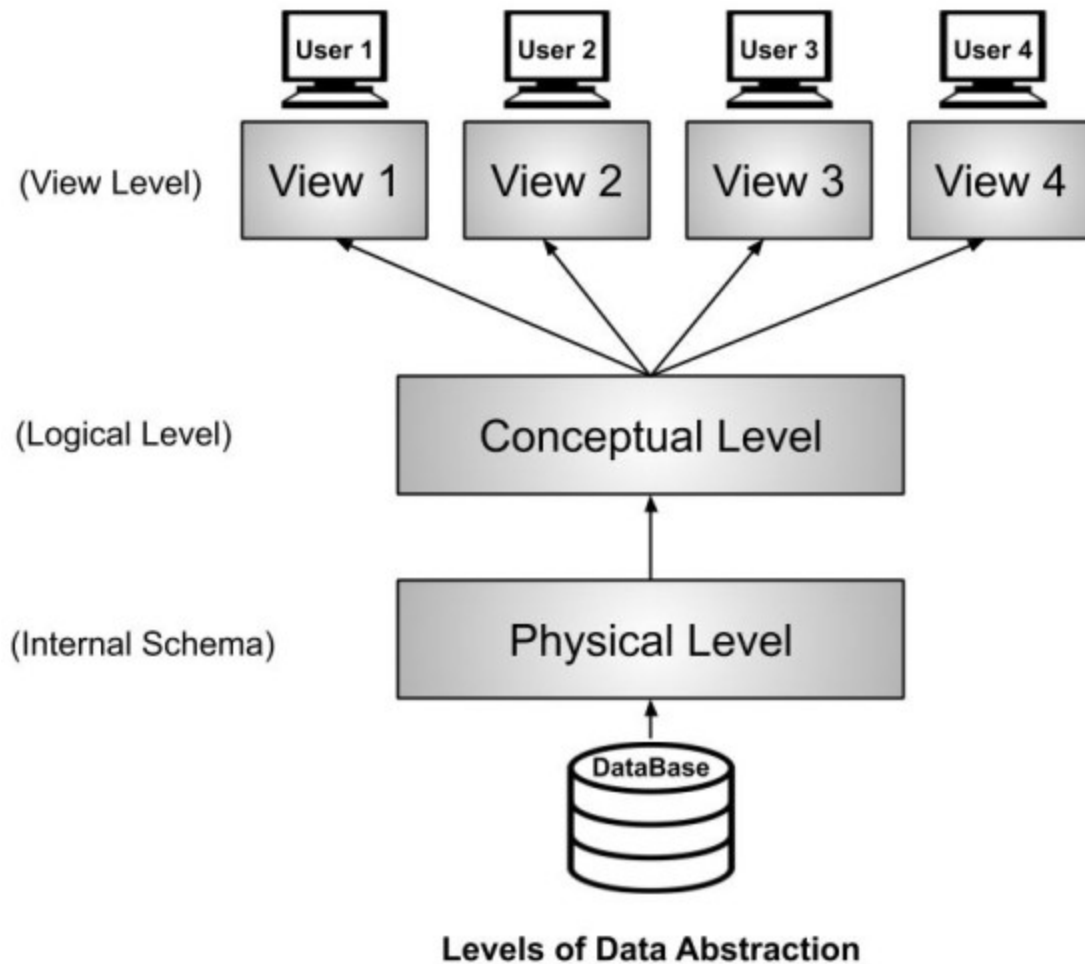 User 1
User 2
User 3
User 4
(View Level)
View 1
View 2
View 3
View 4
(Logical Level)
Conceptual Level
(Internal Schema)
Physical Level
DataBase
Levels of Data Abstraction